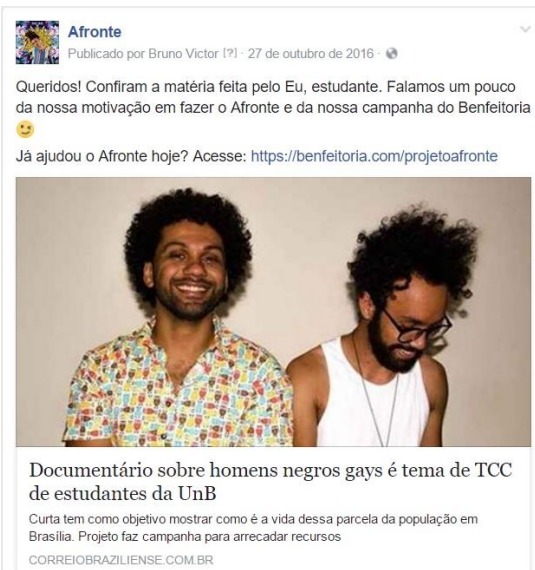 Afronte
Publicado por Bruno Victor [?] · 27 de outubro de 2016 ·
Queridos! Confiram a matéria feita pelo Eu, estudante. Falamos um pouco
da nossa motivação em fazer o Afronte e da nossa campanha do Benfeitoria
Já ajudou o Afronte hoje? Acesse: https://benfeitoria.com/projetoafronte
Documentário sobre homens negros gays é tema de TCC
de estudantes da UnB
Curta tem como objetivo mostrar como é a vida dessa parcela da população em
Brasília. Projeto faz campanha para arrecadar recursos
CORREIOBRAZILIENSE.COM.BR